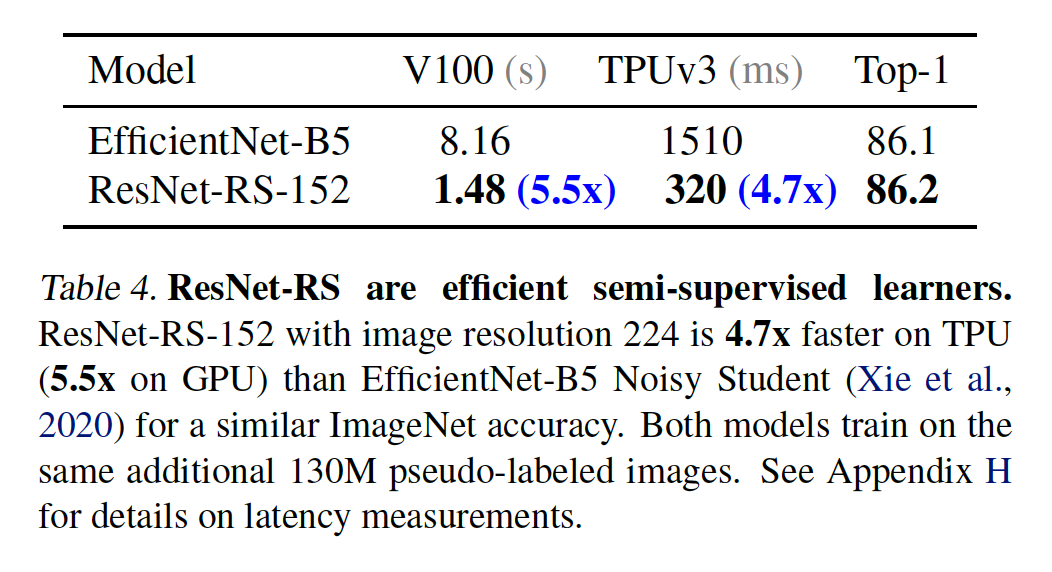 Model V100 (s) TPUv3 (ms) Top-1
EfficientNet-B5 8.16 1510 86.1
ResNet-RS-152 1.48 (5.5x) 320 (4.7x) 86.2
Table 4. ResNet-RS are efficient semi-supervised learners.
ResNet-RS-152 with image resolution 224 is 4.7x faster on TPU
(5.5x on GPU) than EfficientNet-B5 Noisy Student (Xie et al.,
2020) for a similar ImageNet accuracy. Both models train on the
same additional 130M pseudo-labeled images. See Appendix H
for details on latency measurements.